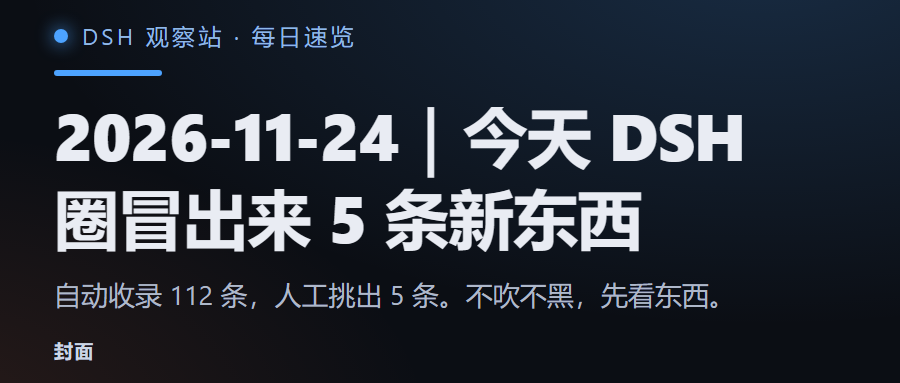 DSH 观察站 · 每日速览
2026-11-24｜今天 DSH
圈冒出来 5 条新东西
自动收录 112 条，人工挑出 5 条。不吹不黑，先看东西。
封面